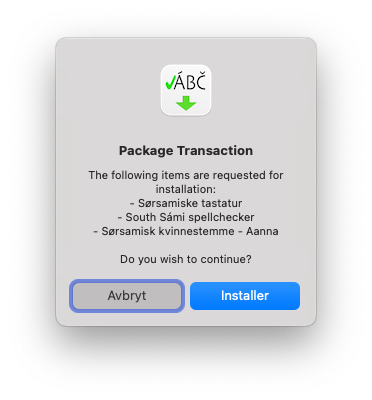 ÁBČ
Package Transaction
The following items are requested for
installation:
- Sørsamiske tastatur
- South Sámi spellchecker
- Sørsamisk kvinnestemme - Aanna
Do you wish to continue?
Avbryt
Installer